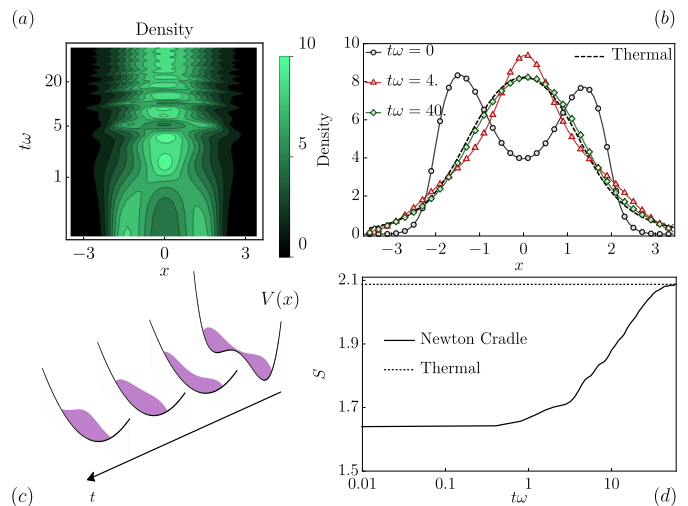 (a)
Density
10
5
0
tω
20
5
1
−3
0
3
x
(b)
10
8
6
4
2
0
Density
tω = 0
tω = 4.
tω = 40.
Thermal
−3
−2
−1
0
1
2
3
x
(c)
V(x)
t
(d)
2.1
1.9
1.7
1.5
S
Newton Cradle
Thermal
0.01
0.1
1
10
tω